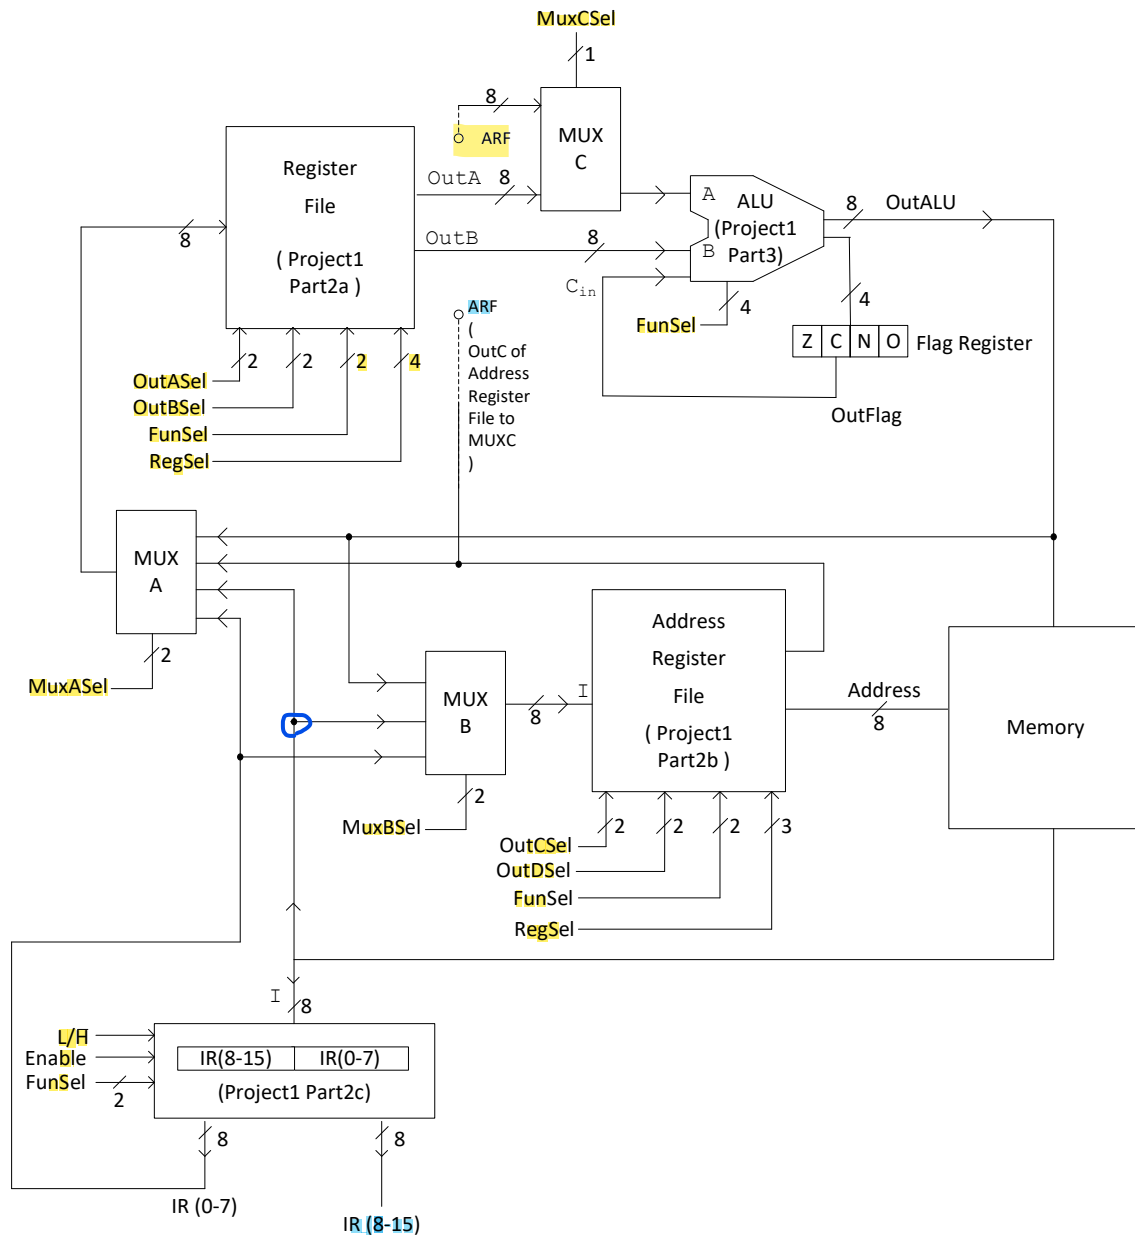 MuxCSel
1
8
MUX
C
ARF
Register
File
( Project1
Part2a )
OutA
8
OutB
8
8
A
B
ALU
(Project1
Part3)
8
OutALU
Cin
4
FunSel
4
Z C N O
Flag Register
OutFlag
ARF
(
OutC of
Address
Register
File to
MUXC
)
2
2
2
4
OutASel
OutBSel
FunSel
RegSel
MUX
A
2
MuxASel
MUX
B
8
I
2
MuxBSel
Address
Register
File
( Project1
Part2b )
Address
8
Memory
2
2
2
3
OutCSel
OutDSel
FunSel
RegSel
I
8
L/H̅
Enable
FunSel
2
IR(8-15)
IR(0-7)
(Project1 Part2c)
8
8
IR (0-7)
IR (8-15)